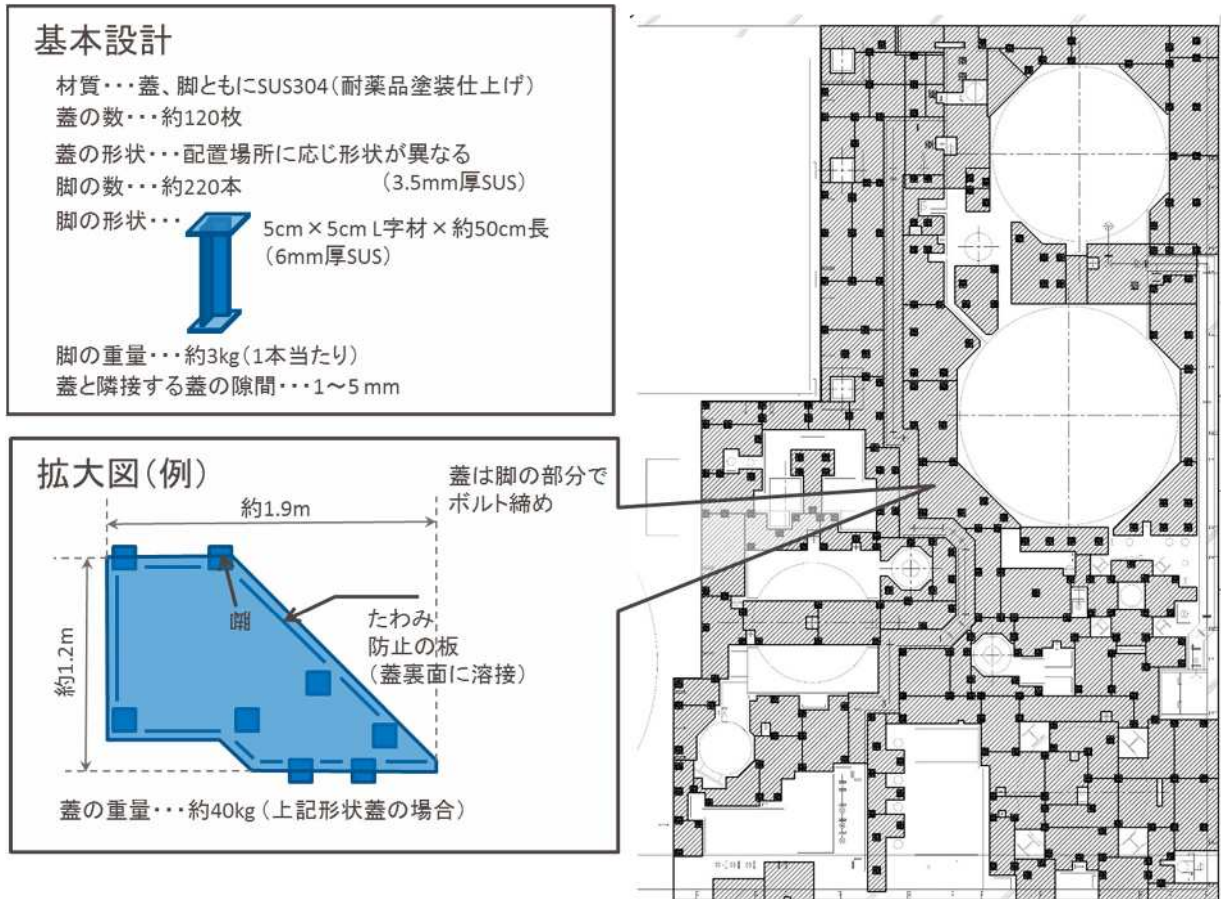 基本設計
材質･･･蓋、脚ともにSUS304(耐薬品塗装仕上げ)
蓋の数･･･約120枚
蓋の形状･･･配置場所に応じ形状が異なる
(3.5mm厚SUS)
脚の数･･･約220本
脚の形状･･･
5cm×5cm L字材×約50cm長
(6mm厚SUS)
脚の重量･･･約3kg(1本当たり)
蓋と隣接する蓋の隙間･･･1～5mm
拡大図(例)
蓋は脚の部分で
ボルト締め
約1.9m
約1.2m
脚
たわみ
防止の板
(蓋裏面に溶接)
蓋の重量･･･約40kg(上記形状蓋の場合)